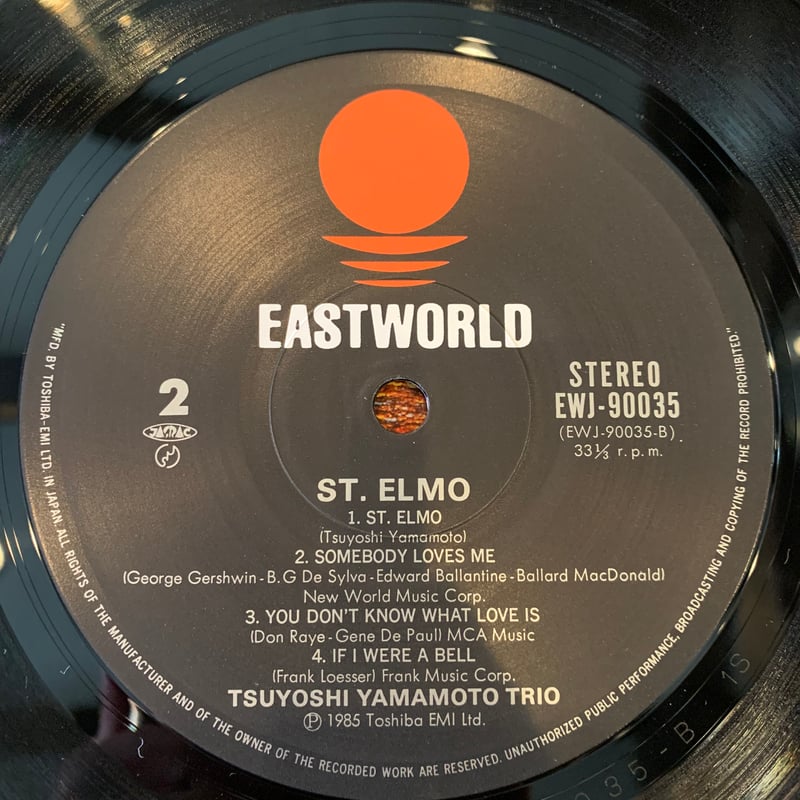 EASTWORLD
2
JASRAC
STEREO
EWJ-90035
(EWJ-90035-B)
33⅓ r.p.m.
ST. ELMO
1. ST. ELMO
(Tsuyoshi Yamamoto)
2. SOMEBODY LOVES ME
(George Gershwin-B.G De Sylva-Edward Ballantine-Ballard MacDonald)
New World Music Corp.
3. YOU DON'T KNOW WHAT LOVE IS
(Don Raye-Gene De Paul) MCA Music
4. IF I WERE A BELL
(Frank Loesser) Frank Music Corp.
TSUYOSHI YAMAMOTO TRIO
Ⓟ 1985 Toshiba EMI Ltd.
"MFD. BY TOSHIBA-EMI LTD. IN JAPAN. ALL RIGHTS OF THE MANUFACTURER AND OF THE OWNER OF THE RECORDED WORK ARE RESERVED. UNAUTHORIZED PUBLIC PERFORMANCE, BROADCASTING AND COPYING OF THE RECORD PROHIBITED."
035-B 1S